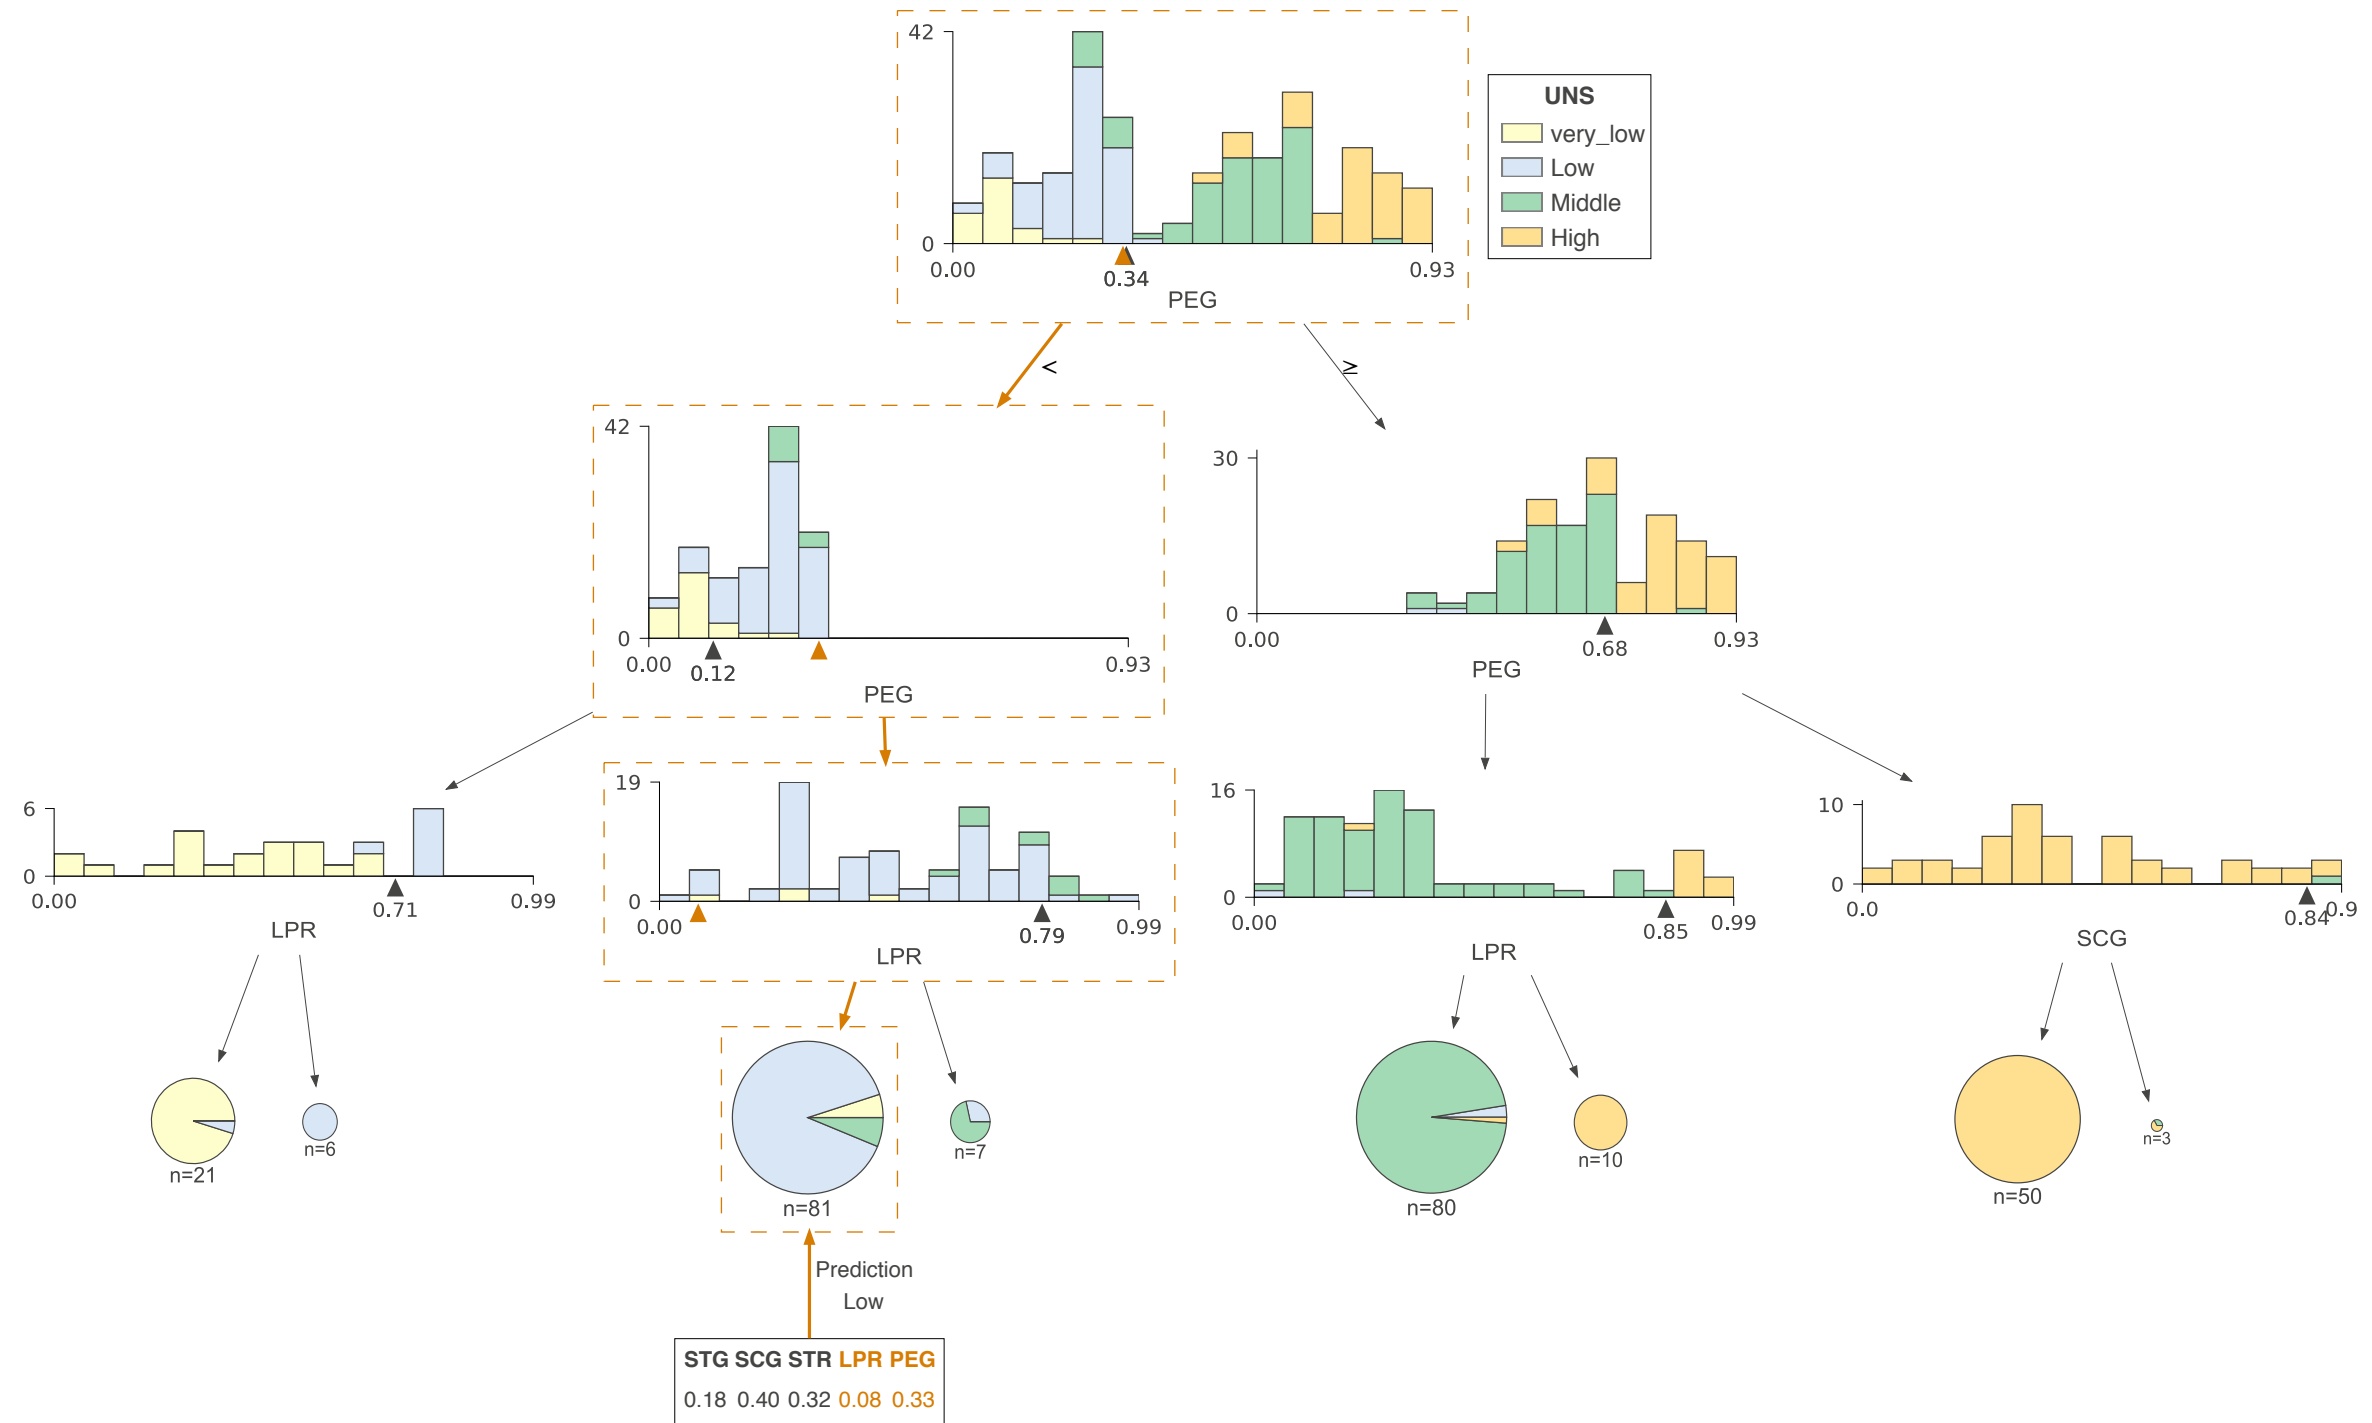 42
0
0.00
0.34
0.93
PEG
UNS
very_low
Low
Middle
High
<
≥
42
0
0.00
0.12
0.93
PEG
30
0
0.00
0.68
0.93
PEG
6
0
0.00
0.71
0.99
LPR
19
0
0.00
0.79
0.99
LPR
16
0
0.00
0.85
0.99
LPR
10
0
0.0
0.84
0.9
SCG
n=21
n=6
n=81
n=7
n=80
n=10
n=50
n=3
Prediction
Low
STG SCG STR LPR PEG
0.18 0.40 0.32 0.08 0.33